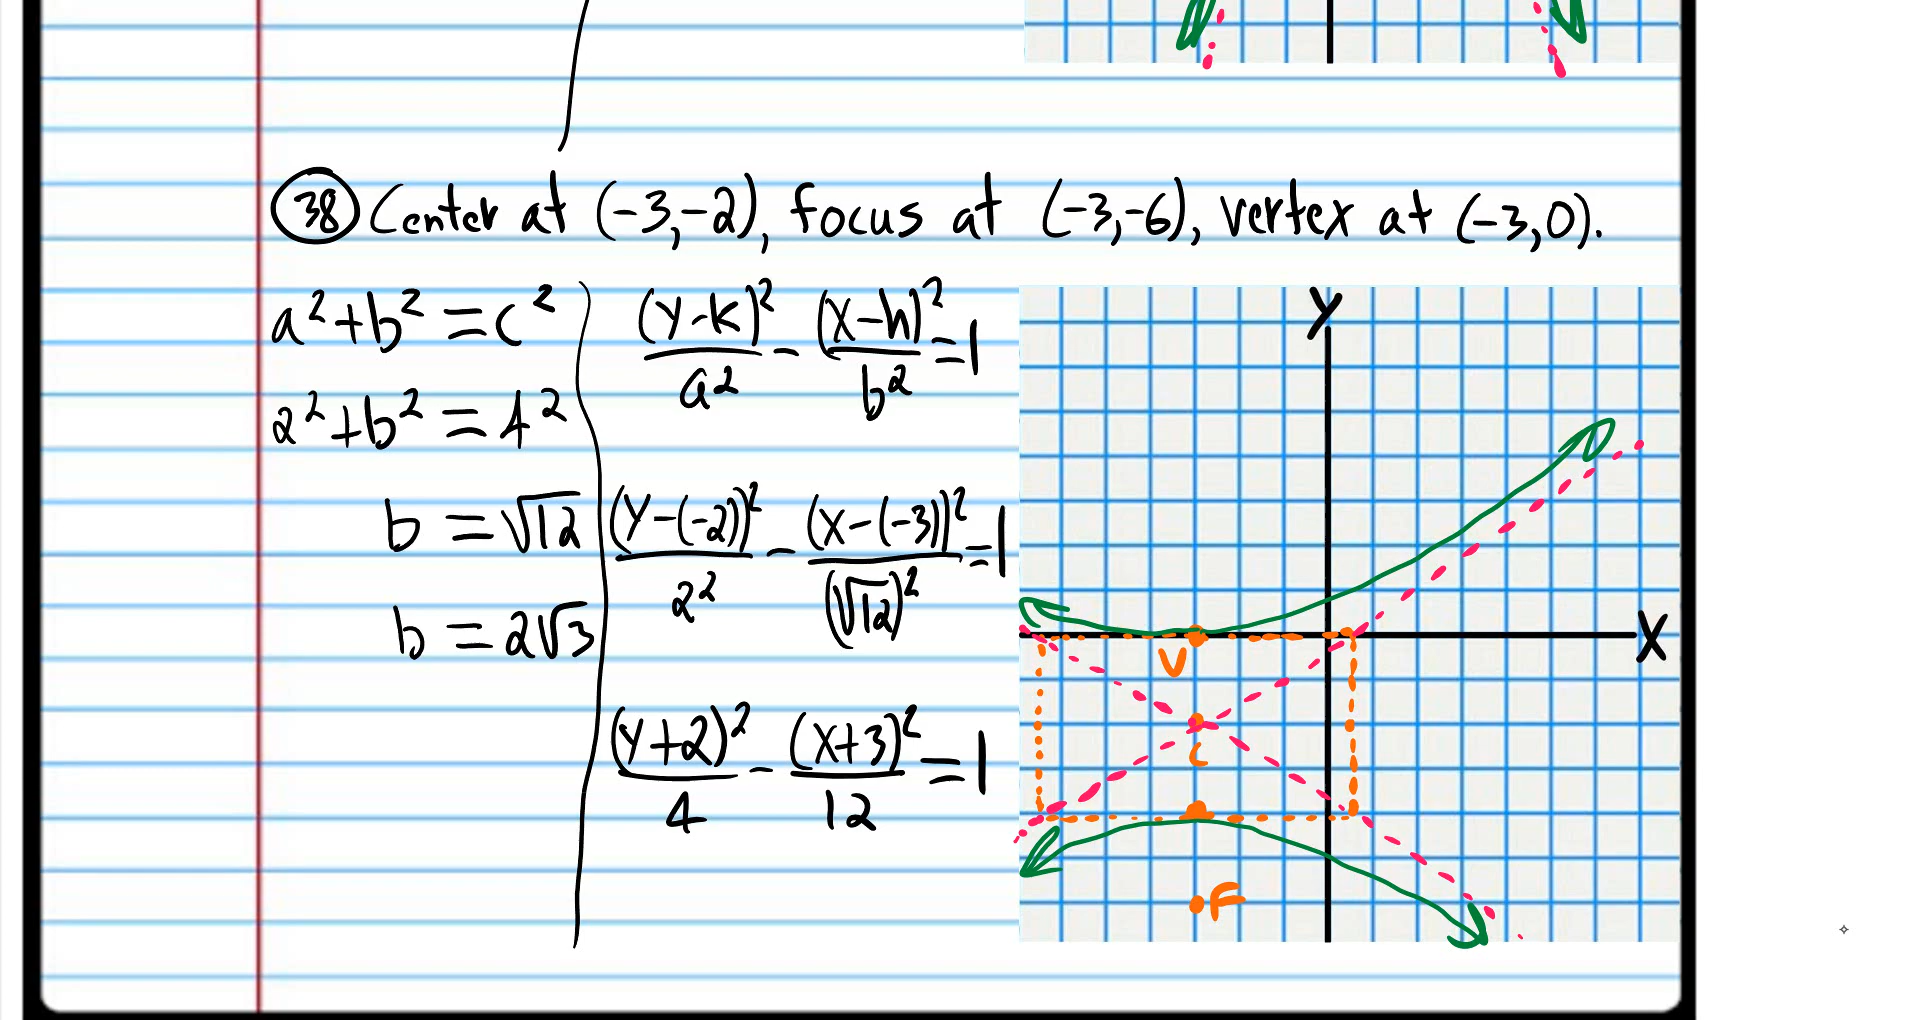 38 Center at (-3,-2), focus at (-3,-6), vertex at (-3,0).
a² + b² = c²
2² + b² = 4²
b = √12
b = 2√3
(y-k)²/a² - (x-h)²/b² = 1
(y-(-2))²/2² - (x-(-3))²/(√12)² = 1
(y+2)²/4 - (x+3)²/12 = 1
y
x
V
C
F